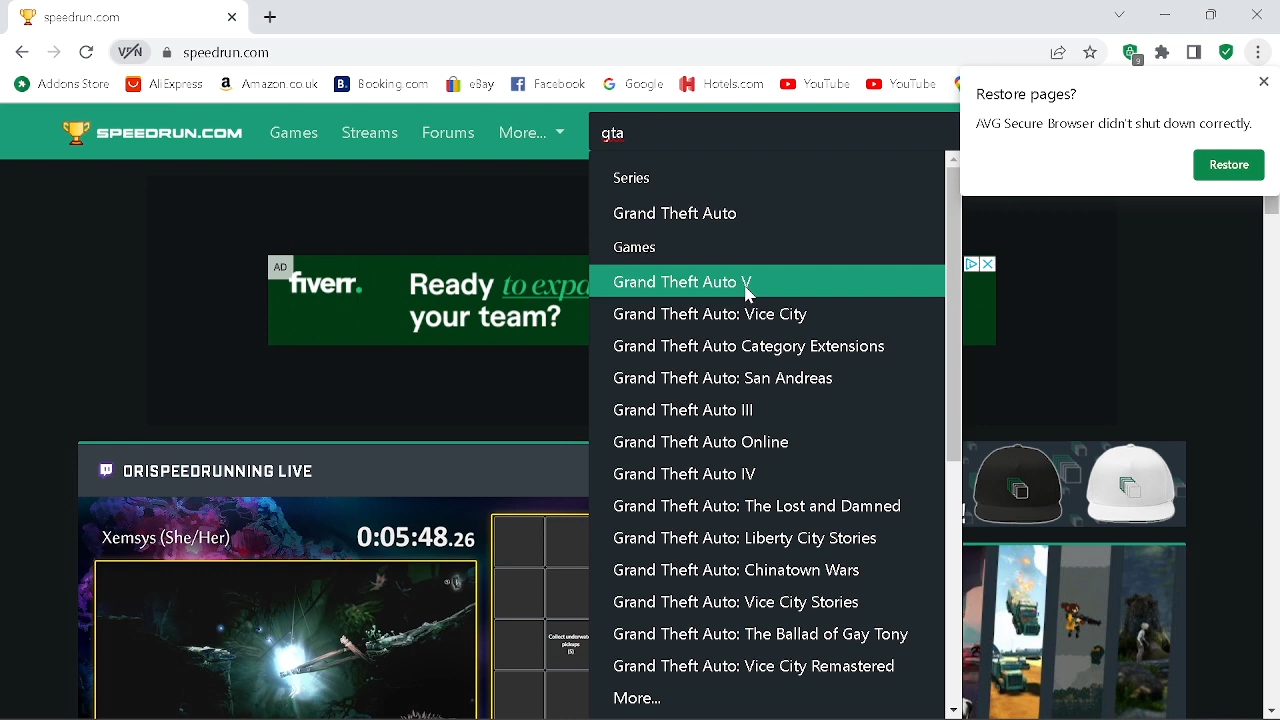 speedrun.com
VPN
speedrun.com
9
Addons Store
AliExpress
Amazon.co.uk
Booking.com
eBay
Facebook
Google
Hotels.com
YouTube
YouTube
Restore pages?
AVG Secure Browser didn't shut down correctly.
Restore
SPEEDRUN.COM
Games
Streams
Forums
More...
gta
Series
Grand Theft Auto
Games
Grand Theft Auto V
Grand Theft Auto: Vice City
Grand Theft Auto Category Extensions
Grand Theft Auto: San Andreas
Grand Theft Auto III
Grand Theft Auto Online
Grand Theft Auto IV
Grand Theft Auto: The Lost and Damned
Grand Theft Auto: Liberty City Stories
Grand Theft Auto: Chinatown Wars
Grand Theft Auto: Vice City Stories
Grand Theft Auto: The Ballad of Gay Tony
Grand Theft Auto: Vice City Remastered
More...
AD
fiverr.
Ready to expa
your team?
ORISPEEDRUNNING LIVE
Xemsys (She/Her)
0:05:48.26
Collect underwate
pickups